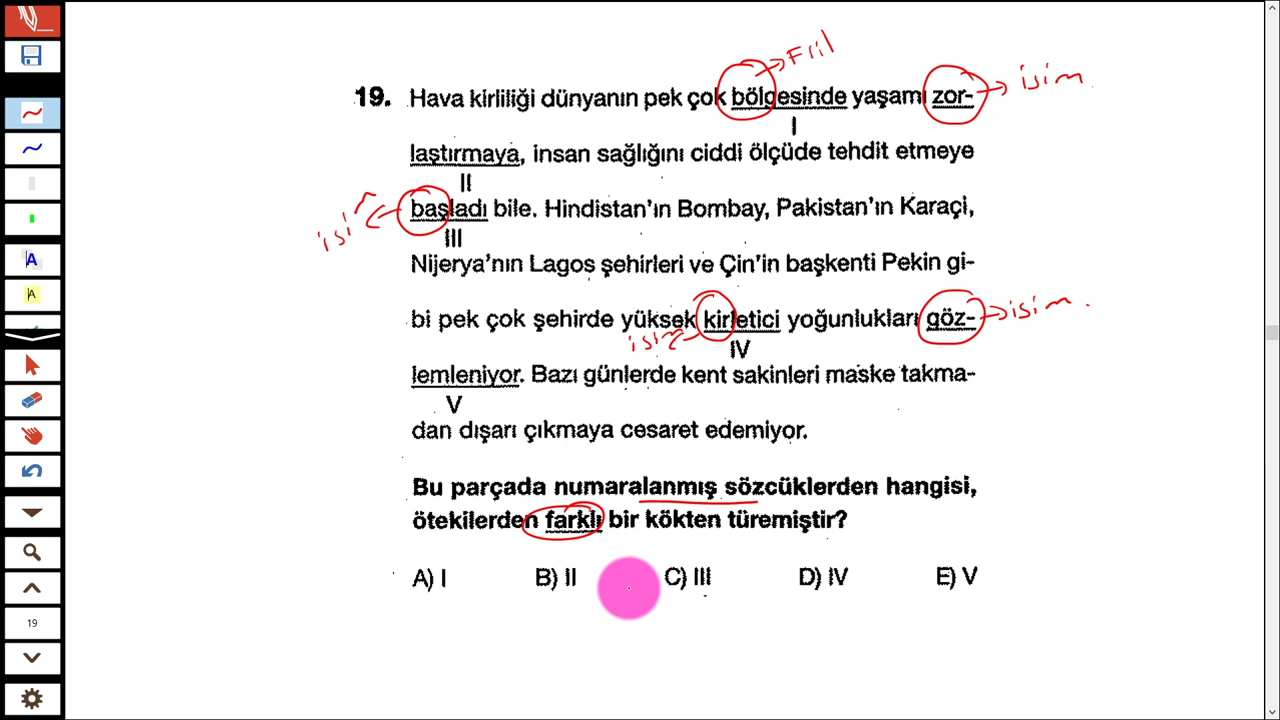 Fiil
19. Hava kirliliği dünyanın pek çok bölgesinde yaşamı zor- isim
I
laştırmaya, insan sağlığını ciddi ölçüde tehdit etmeye
II
isim başladı bile. Hindistan’ın Bombay, Pakistan’ın Karaçi,
III
Nijerya’nın Lagos şehirleri ve Çin’in başkenti Pekin gi-
bi pek çok şehirde yüksek kirletici yoğunlukları göz- isim
isim IV
lemleniyor. Bazı günlerde kent sakinleri maske takma-
V
dan dışarı çıkmaya cesaret edemiyor.
Bu parçada numaralanmış sözcüklerden hangisi,
ötekilerden farklı bir kökten türemiştir?
A) I B) II C) III D) IV E) V
A
A
19